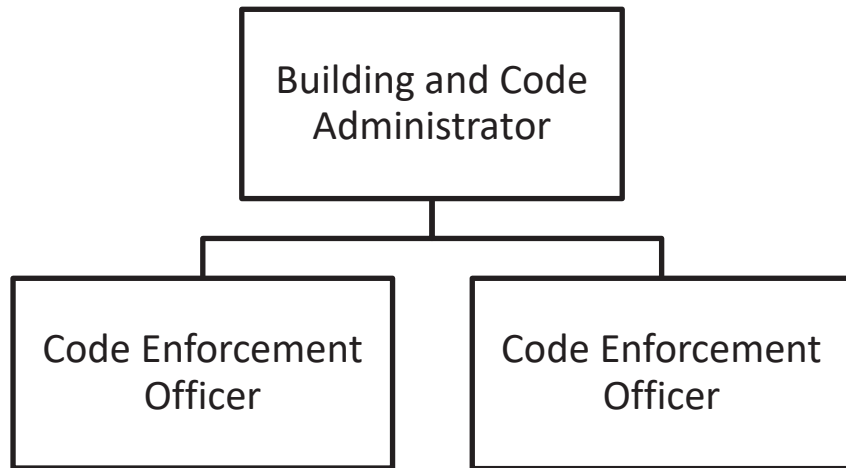 Building and Code
Administrator
Code Enforcement
Officer
Code Enforcement
Officer